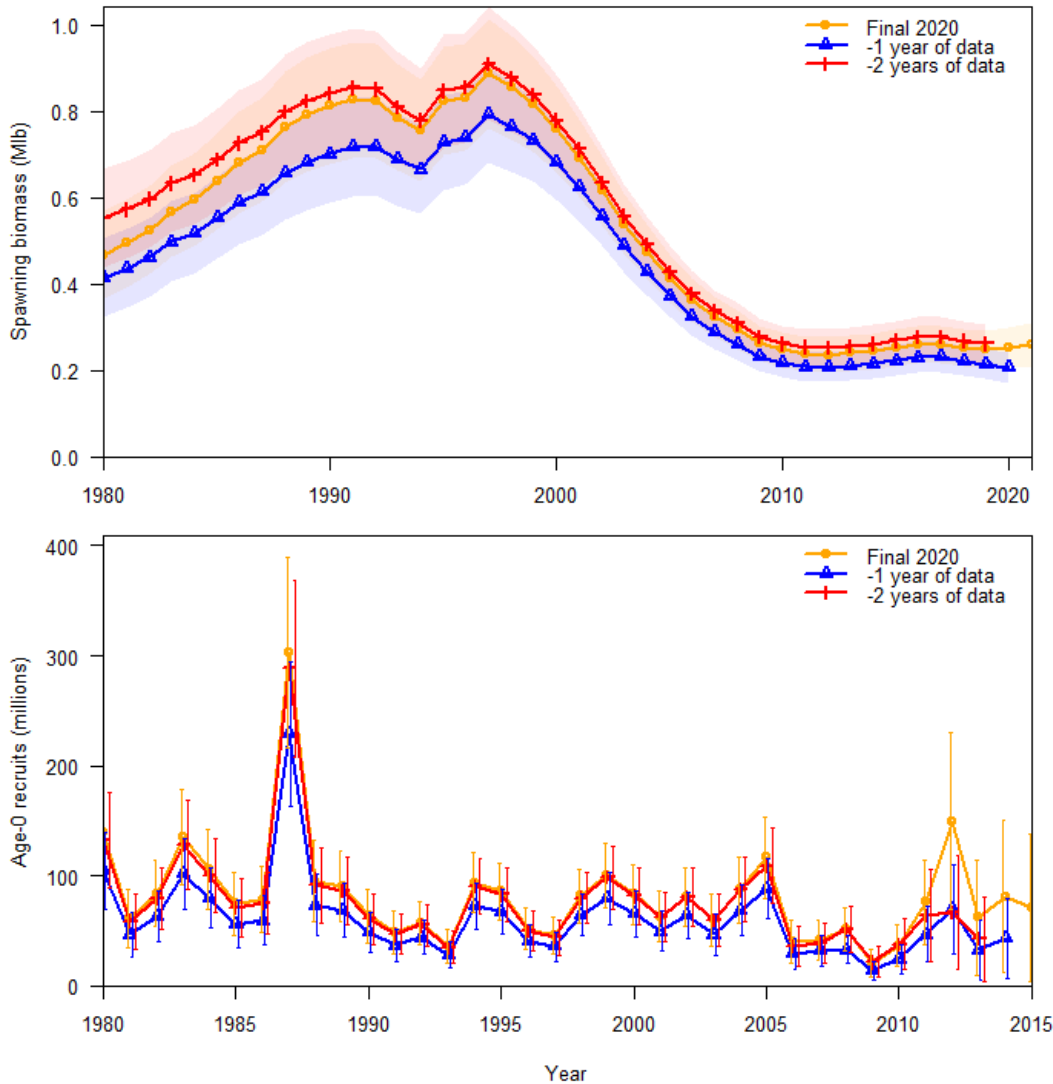 Spawning biomass (Mlb)
1.0
0.8
0.6
0.4
0.2
0.0
Final 2020
-1 year of data
-2 years of data
1980 1990 2000 2010 2020
Age-0 recruits (millions)
400
300
200
100
0
Final 2020
-1 year of data
-2 years of data
1980 1985 1990 1995 2000 2005 2010 2015
Year